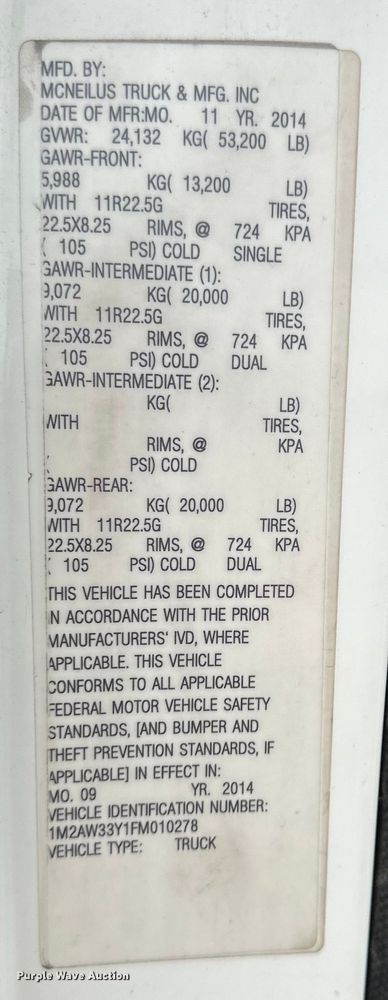 MFD. BY:
MCNEILUS TRUCK & MFG. INC
DATE OF MFR:MO. 11 YR. 2014
GVWR: 24,132 KG( 53,200 LB)
GAWR-FRONT:
5,988 KG( 13,200 LB)
WITH 11R22.5G TIRES,
22.5X8.25 RIMS, @ 724 KPA
( 105 PSI) COLD SINGLE
GAWR-INTERMEDIATE (1):
9,072 KG( 20,000 LB)
WITH 11R22.5G TIRES,
22.5X8.25 RIMS, @ 724 KPA
( 105 PSI) COLD DUAL
GAWR-INTERMEDIATE (2):
KG( LB)
WITH TIRES,
RIMS, @ KPA
( PSI) COLD
GAWR-REAR:
9,072 KG( 20,000 LB)
WITH 11R22.5G TIRES,
22.5X8.25 RIMS, @ 724 KPA
( 105 PSI) COLD DUAL
THIS VEHICLE HAS BEEN COMPLETED
IN ACCORDANCE WITH THE PRIOR
MANUFACTURERS' IVD, WHERE
APPLICABLE. THIS VEHICLE
CONFORMS TO ALL APPLICABLE
FEDERAL MOTOR VEHICLE SAFETY
STANDARDS, [AND BUMPER AND
THEFT PREVENTION STANDARDS, IF
APPLICABLE] IN EFFECT IN:
MO. 09 YR. 2014
VEHICLE IDENTIFICATION NUMBER:
1M2AW33Y1FM010278
VEHICLE TYPE: TRUCK
Purple Wave Auction